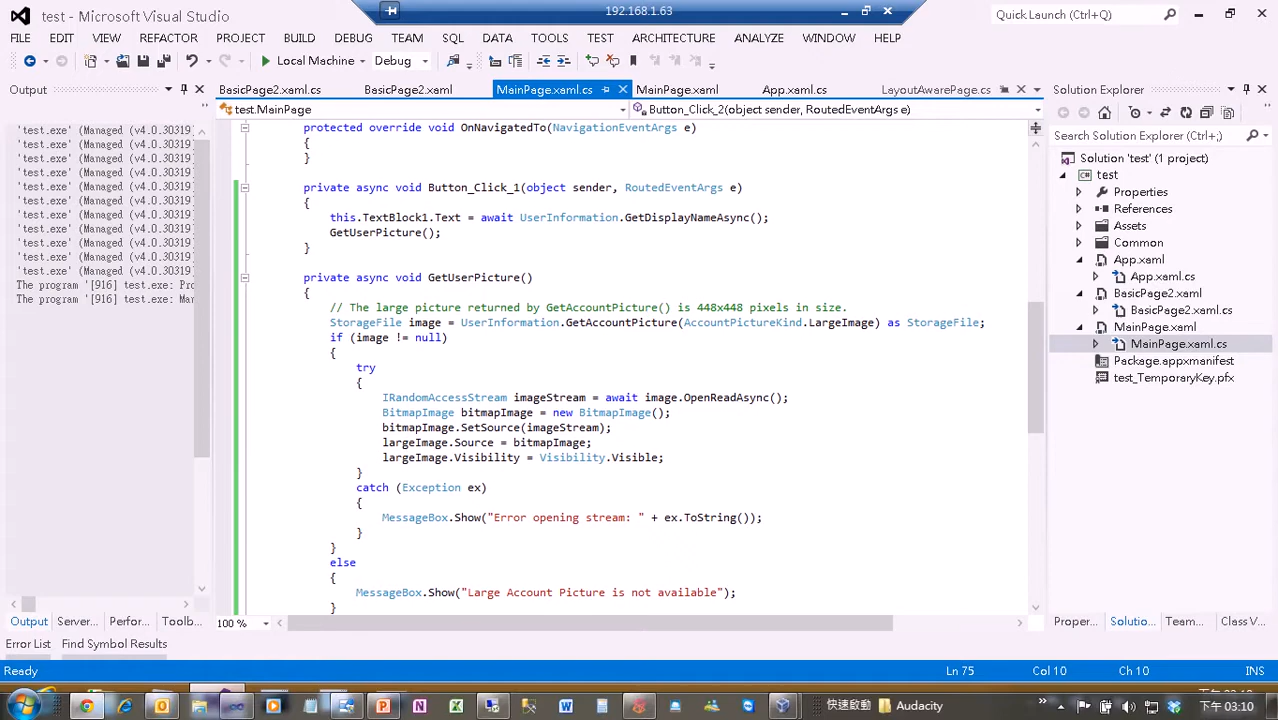 test - Microsoft Visual Studio
192.168.1.63
Quick Launch (Ctrl+Q)
FILE EDIT VIEW REFACTOR PROJECT BUILD DEBUG TEAM SQL DATA TOOLS TEST ARCHITECTURE ANALYZE WINDOW HELP
Local Machine Debug
Output
BasicPage2.xaml.cs BasicPage2.xaml MainPage.xaml.cs MainPage.xaml App.xaml.cs LayoutAwarePage.cs
Solution Explorer
test.MainPage
Button_Click_2(object sender, RoutedEventArgs e)
'test.exe' (Managed (v4.0.30319)
'test.exe' (Managed (v4.0.30319)
'test.exe' (Managed (v4.0.30319)
'test.exe' (Managed (v4.0.30319)
'test.exe' (Managed (v4.0.30319)
'test.exe' (Managed (v4.0.30319)
'test.exe' (Managed (v4.0.30319)
'test.exe' (Managed (v4.0.30319)
'test.exe' (Managed (v4.0.30319)
'test.exe' (Managed (v4.0.30319)
'test.exe' (Managed (v4.0.30319)
The program '[916] test.exe: Pro
The program '[916] test.exe: Mar
protected override void OnNavigatedTo(NavigationEventArgs e)
{
}
private async void Button_Click_1(object sender, RoutedEventArgs e)
{
this.TextBlock1.Text = await UserInformation.GetDisplayNameAsync();
GetUserPicture();
}
private async void GetUserPicture()
{
// The large picture returned by GetAccountPicture() is 448x448 pixels in size.
StorageFile image = UserInformation.GetAccountPicture(AccountPictureKind.LargeImage) as StorageFile;
if (image != null)
{
try
{
IRandomAccessStream imageStream = await image.OpenReadAsync();
BitmapImage bitmapImage = new BitmapImage();
bitmapImage.SetSource(imageStream);
largeImage.Source = bitmapImage;
largeImage.Visibility = Visibility.Visible;
}
catch (Exception ex)
{
MessageBox.Show("Error opening stream: " + ex.ToString());
}
}
else
{
MessageBox.Show("Large Account Picture is not available");
}
Search Solution Explorer (Ctrl+;)
Solution 'test' (1 project)
test
Properties
References
Assets
Common
App.xaml
App.xaml.cs
BasicPage2.xaml
BasicPage2.xaml.cs
MainPage.xaml
MainPage.xaml.cs
Package.appxmanifest
test_TemporaryKey.pfx
Output Server... Perfor... Toolb...
100 %
Proper... Solutio... Team... Class V...
Error List Find Symbol Results
Ready
Ln 75 Col 10 Ch 10 INS
快速啟動 Audacity
下午 03:10